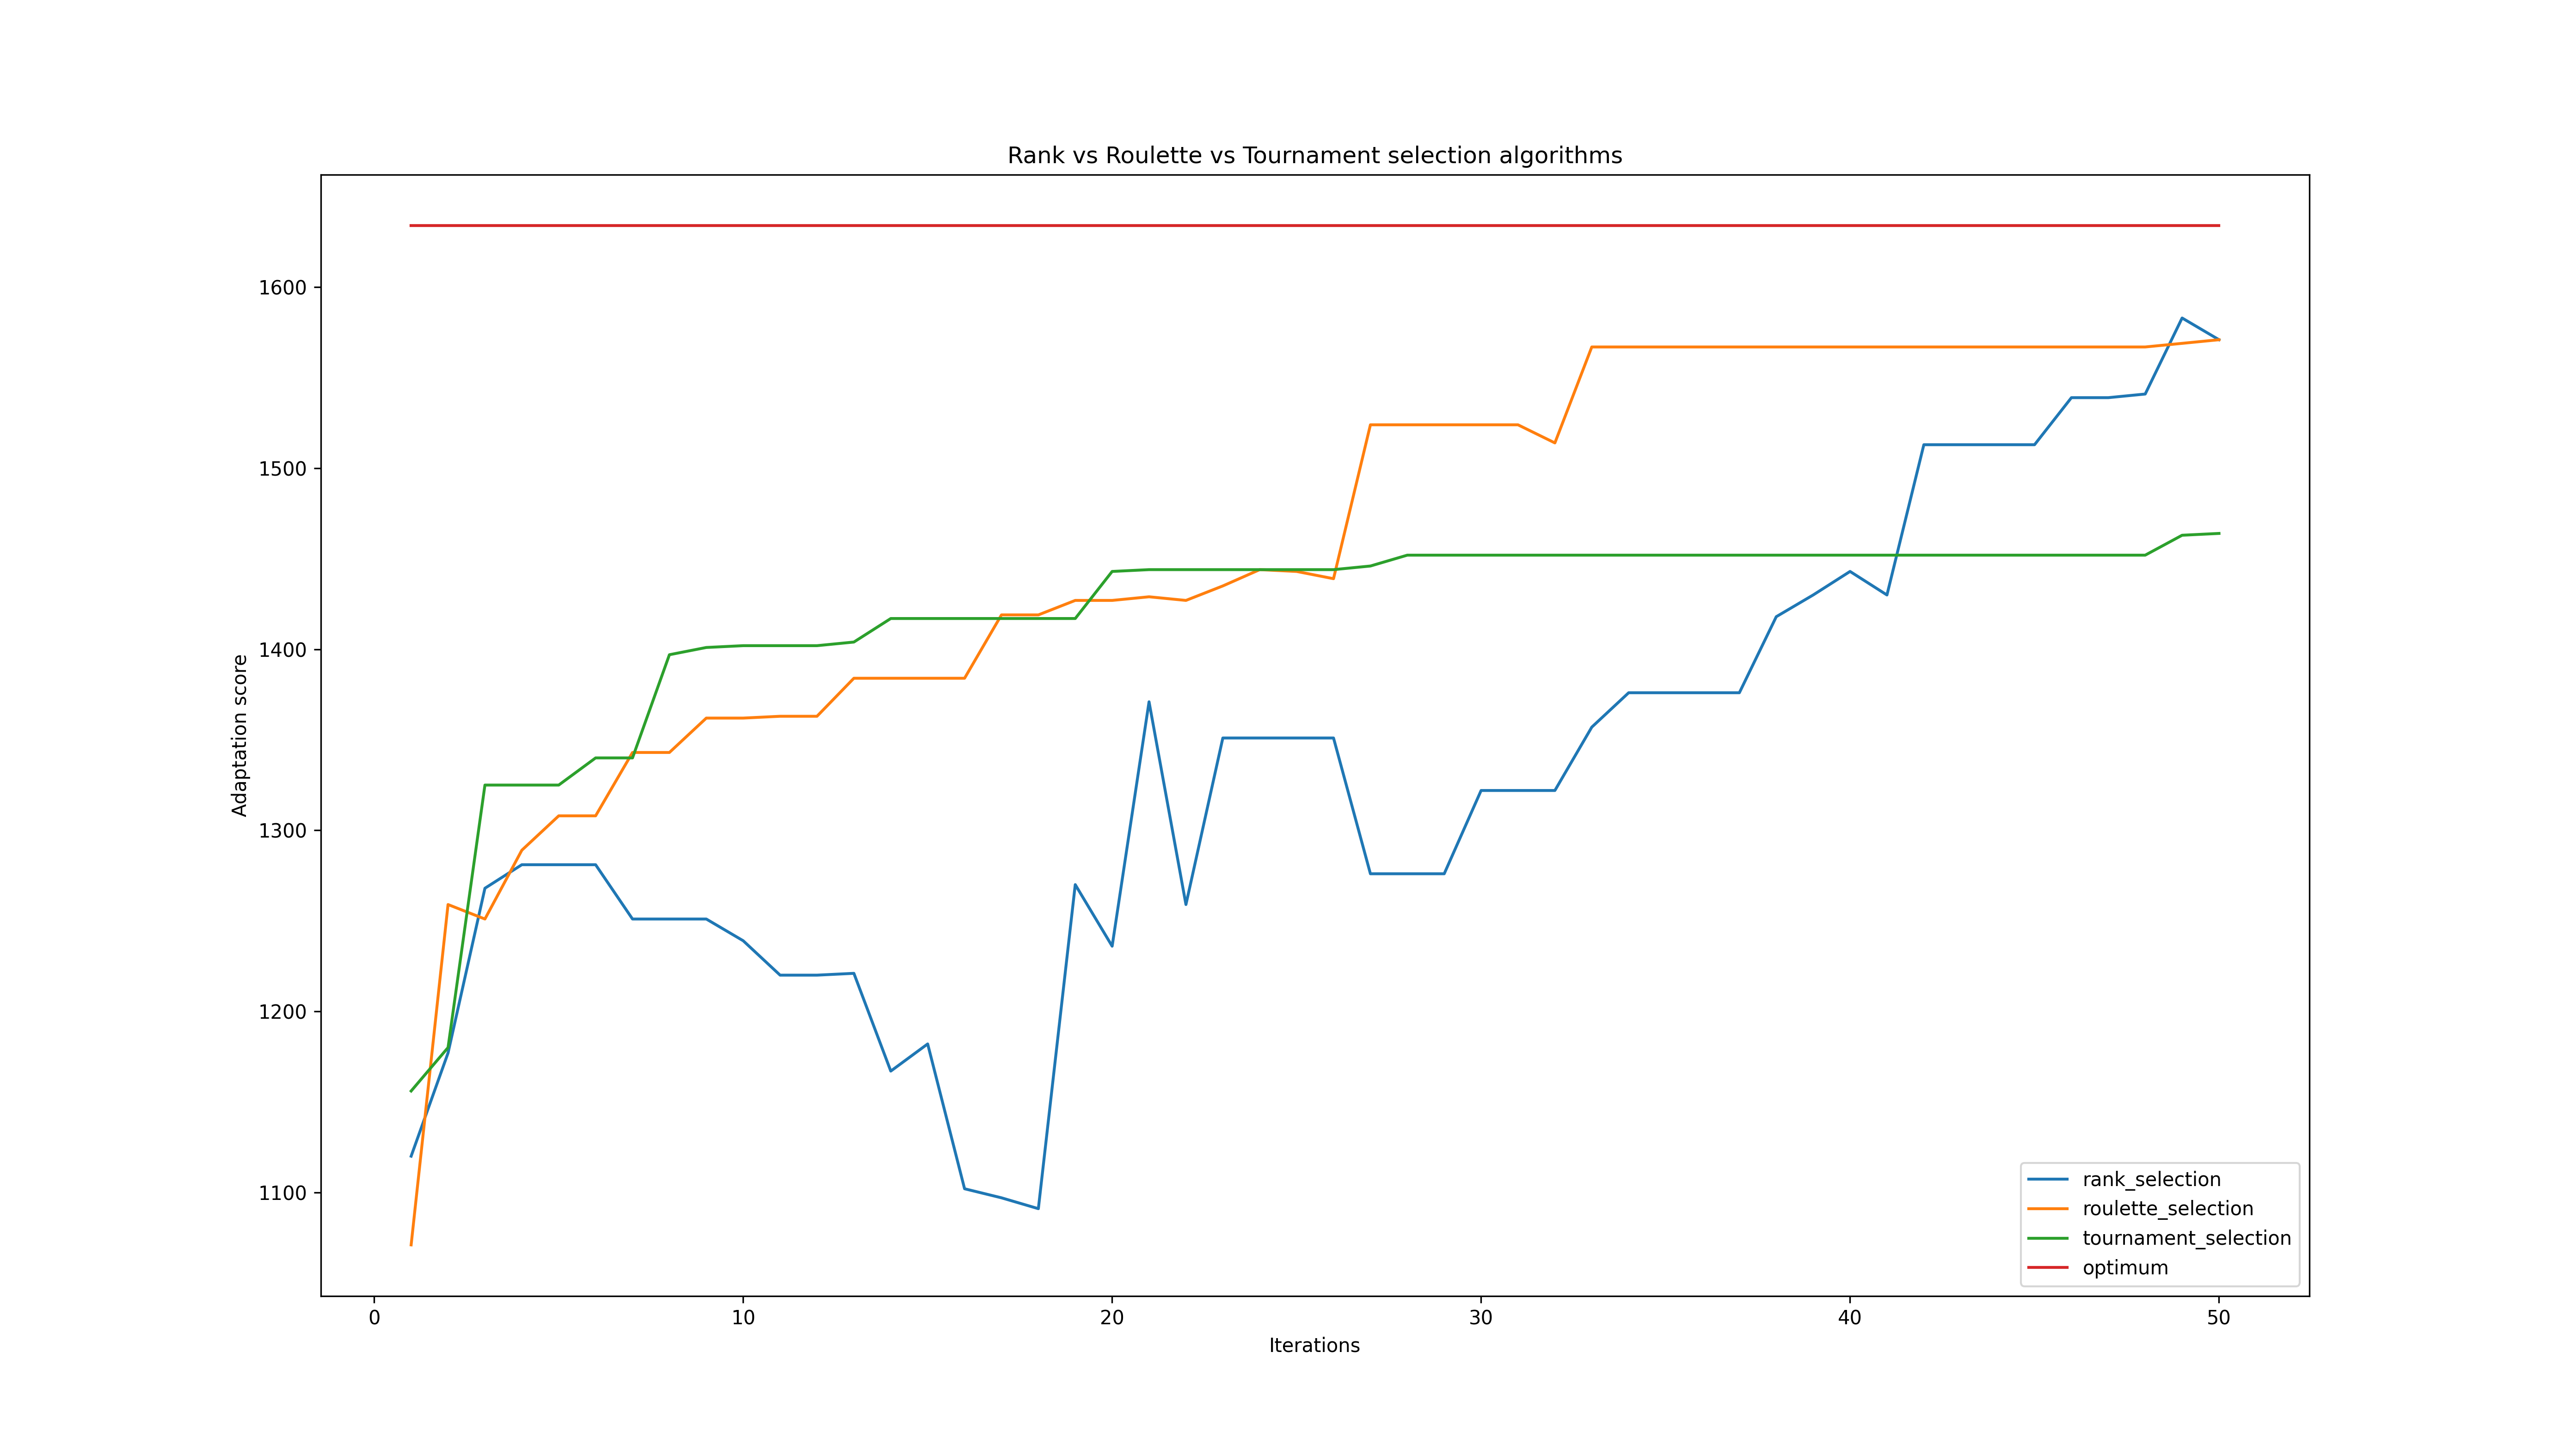 Rank vs Roulette vs Tournament selection algorithms
Adaptation score
1600
1500
1400
1300
1200
1100
0 10 20 30 40 50
Iterations
rank_selection
roulette_selection
tournament_selection
optimum